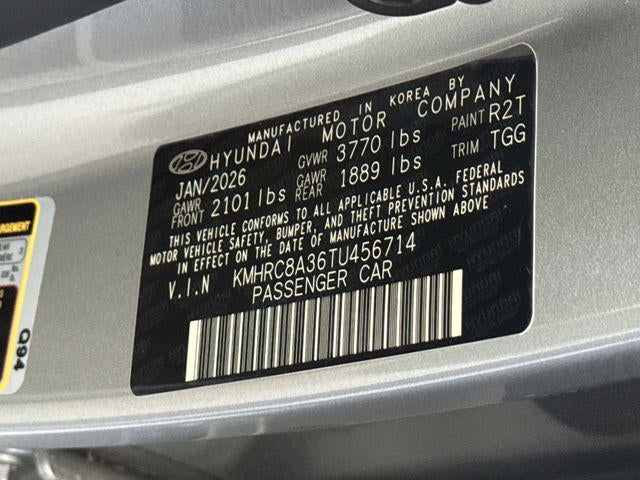 MANUFACTURED IN KOREA BY
HYUNDAI MOTOR COMPANY
JAN/2026 GVWR 3770 lbs PAINT R2T
GAWR FRONT 2101 lbs GAWR REAR 1889 lbs TRIM TGG
THIS VEHICLE CONFORMS TO ALL APPLICABLE U.S.A. FEDERAL
MOTOR VEHICLE SAFETY, BUMPER, AND THEFT PREVENTION STANDARDS
IN EFFECT ON THE DATE OF MANUFACTURE SHOWN ABOVE
V.I.N KMHRC8A36TU456714
PASSENGER CAR
Q94